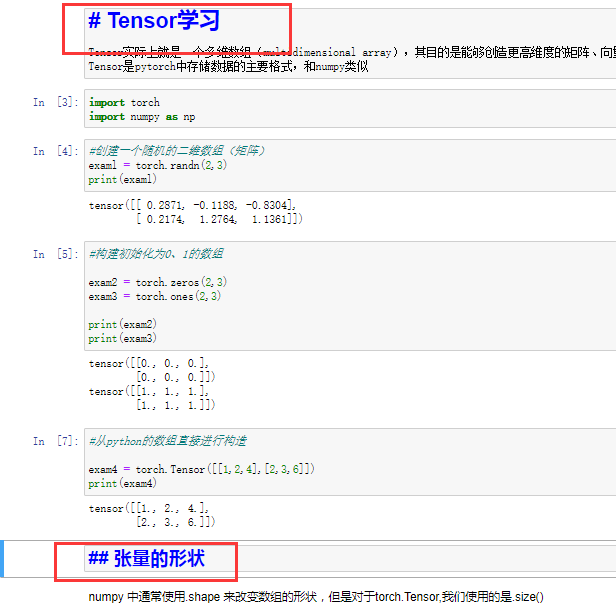 # Tensor学习
Tensor实际上就是一个多维数组（multidimensional array），其目的是能够创造更高维度的矩阵、向量
Tensor是pytorch中存储数据的主要格式，和numpy类似
In [3]: import torch
import numpy as np
In [4]: #创建一个随机的二维数组（矩阵）
exam1 = torch.randn(2,3)
print(exam1)
tensor([[ 0.2871, -0.1188, -0.8304],
[ 0.2174, 1.2764, 1.1361]])
In [5]: #构建初始化为0、1的数组
exam2 = torch.zeros(2,3)
exam3 = torch.ones(2,3)
print(exam2)
print(exam3)
tensor([[0., 0., 0.],
[0., 0., 0.]])
tensor([[1., 1., 1.],
[1., 1., 1.]])
In [7]: #从python的数组直接进行构造
exam4 = torch.Tensor([[1,2,4],[2,3,6]])
print(exam4)
tensor([[1., 2., 4.],
[2., 3., 6.]])
## 张量的形状
numpy 中通常使用.shape 来改变数组的形状，但是对于torch.Tensor,我们使用的是.size()